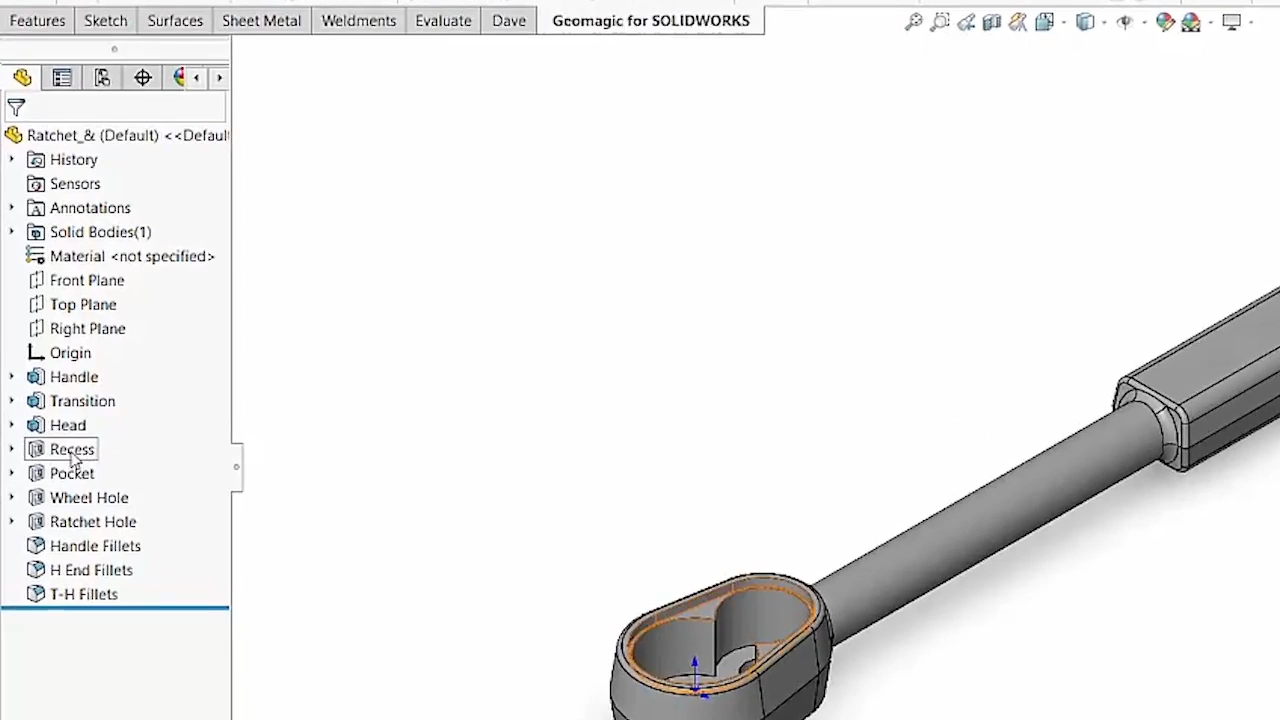 Features Sketch Surfaces Sheet Metal Weldments Evaluate Dave Geomagic for SOLIDWORKS
Ratchet_& (Default) <<Defaul
History
Sensors
Annotations
Solid Bodies(1)
Material <not specified>
Front Plane
Top Plane
Right Plane
Origin
Handle
Transition
Head
Recess
Pocket
Wheel Hole
Ratchet Hole
Handle Fillets
H End Fillets
T-H Fillets